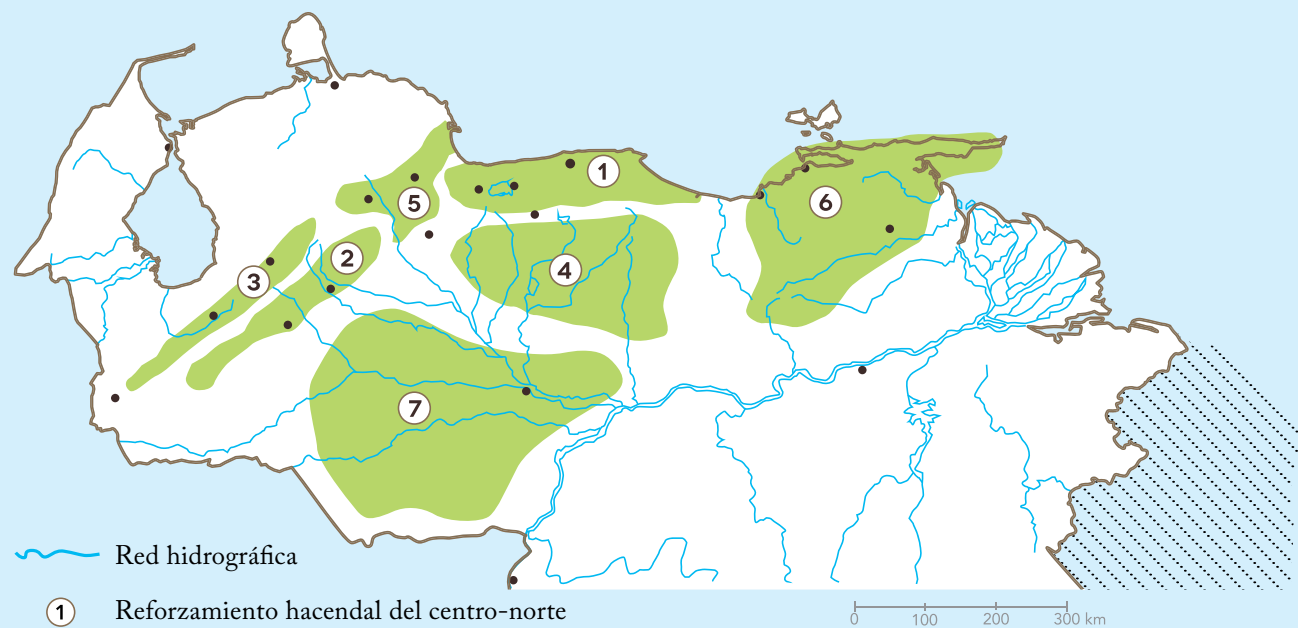 1
6
5
2
4
3
7
Red hidrográfica
1 Reforzamiento hacendal del centro-norte
0 100 200 300 km